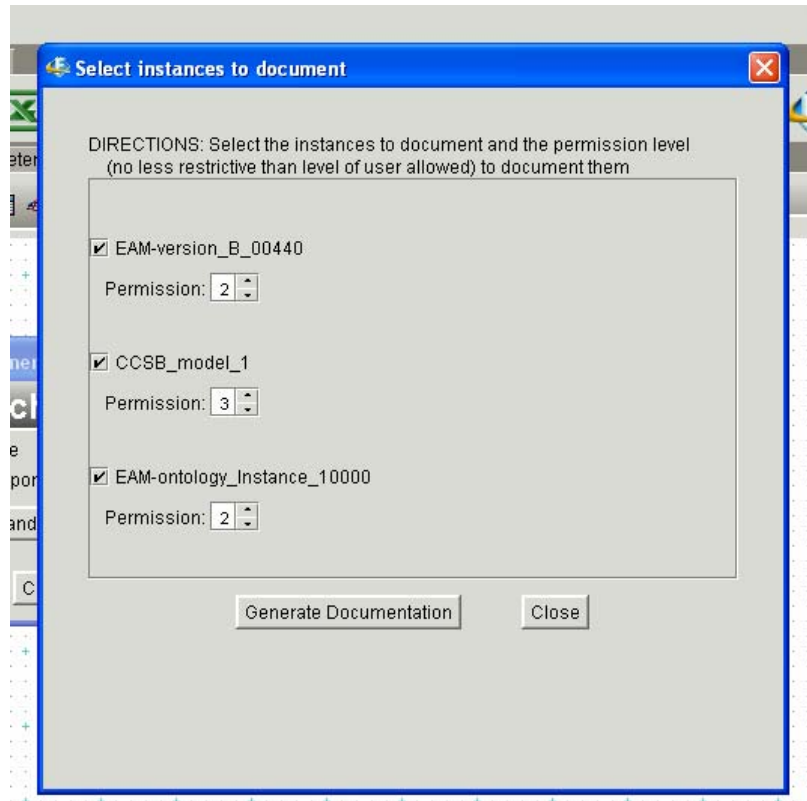 Select instances to document
DIRECTIONS: Select the instances to document and the permission level
(no less restrictive than level of user allowed) to document them
EAM-version_B_00440
Permission: 2
CCSB_model_1
Permission: 3
EAM-ontology_Instance_10000
Permission: 2
Generate Documentation Close